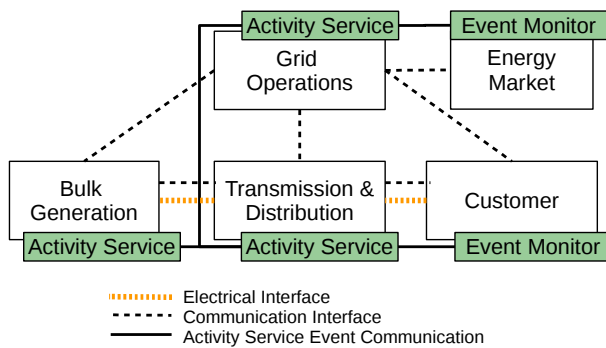 Activity Service
Event Monitor
Grid
Operations
Energy
Market
Bulk
Generation
Transmission &
Distribution
Customer
Activity Service
Activity Service
Event Monitor
Electrical Interface
Communication Interface
Activity Service Event Communication